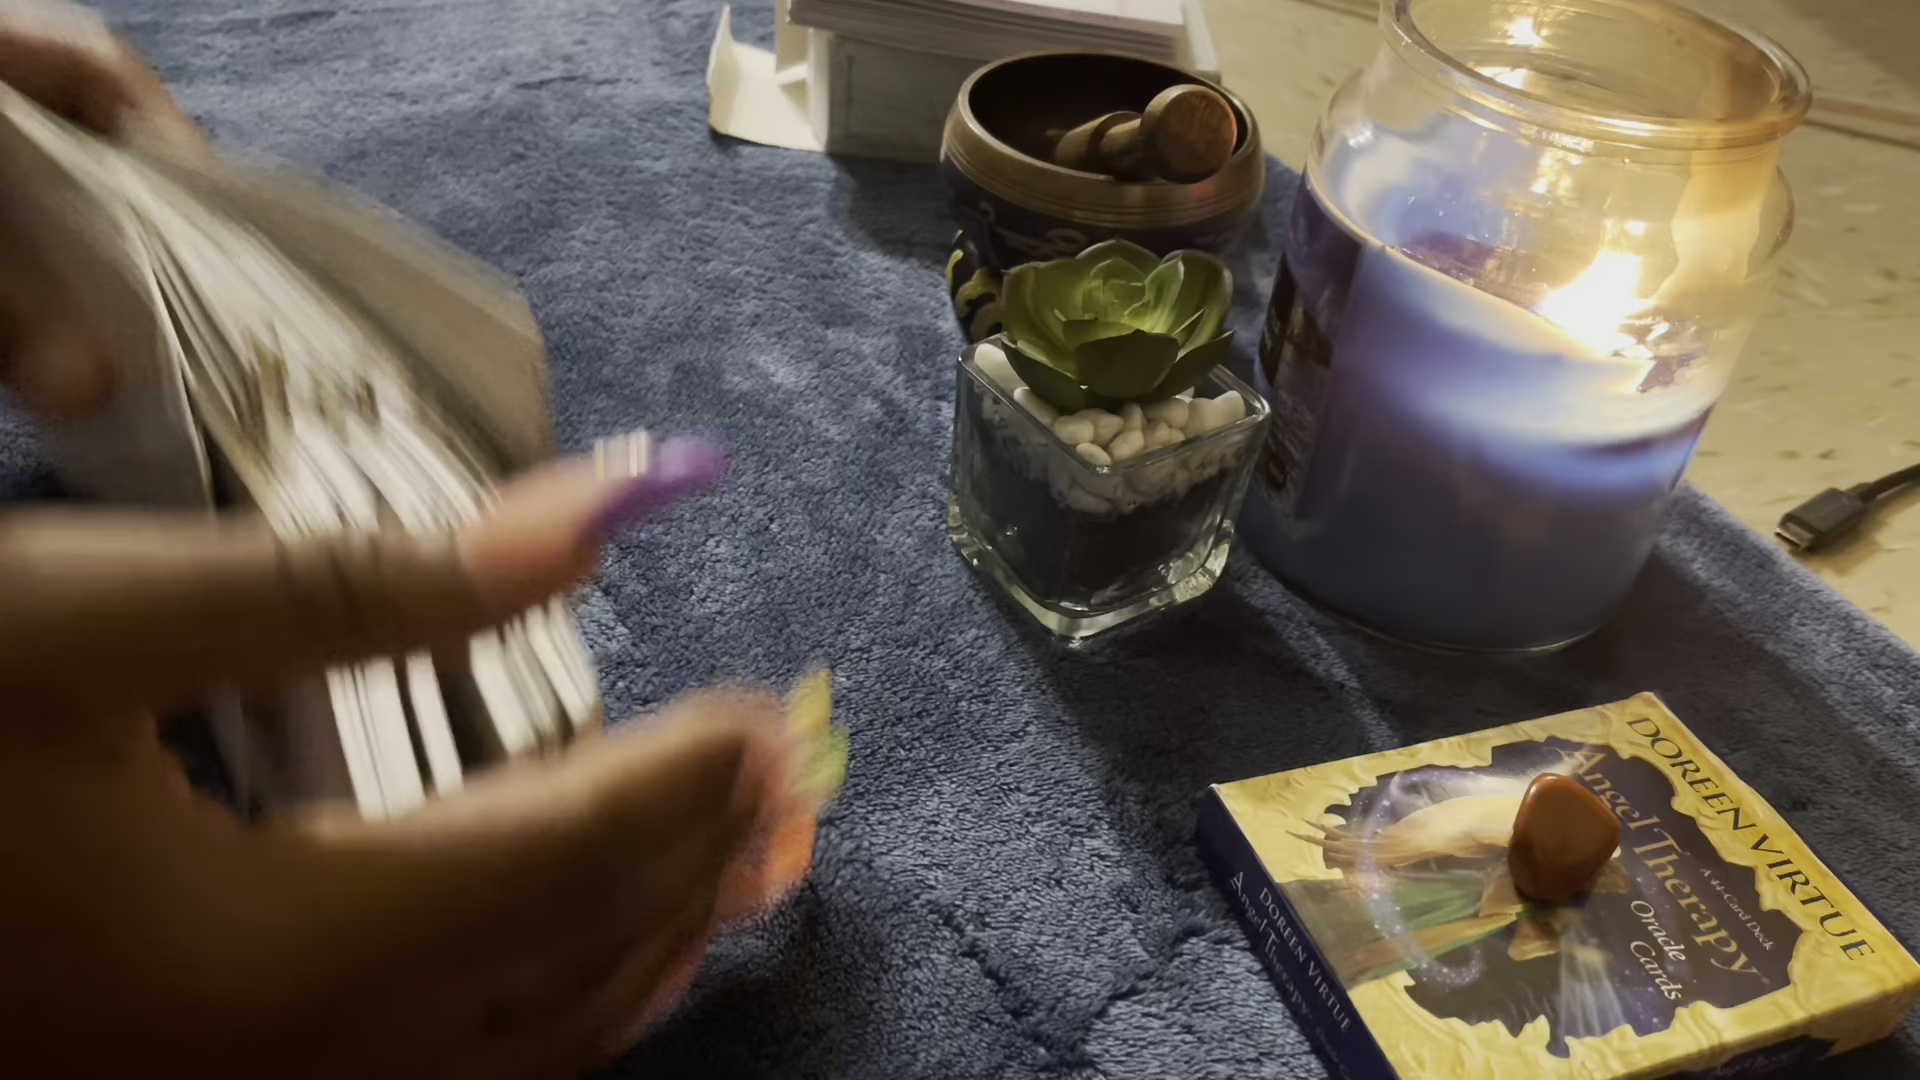 DOREEN VIRTUE
Angel Therapy
A 44-Card Deck
Oracle
Cards
DOREEN VIRTUE
Angel Therapy